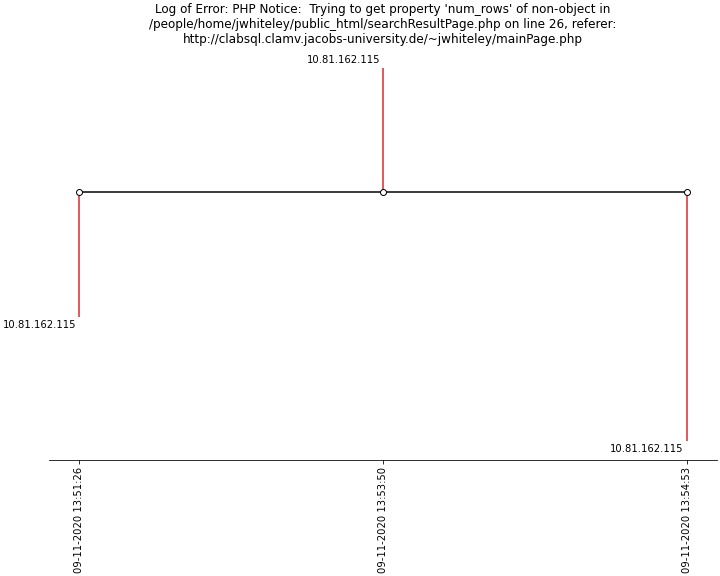 Log of Error: PHP Notice:  Trying to get property 'num_rows' of non-object in
/people/home/jwhiteley/public_html/searchResultPage.php on line 26, referer:
http://clabsql.clamv.jacobs-university.de/~jwhiteley/mainPage.php
10.81.162.115
10.81.162.115
10.81.162.115
09-11-2020 13:51:26
09-11-2020 13:53:50
09-11-2020 13:54:53